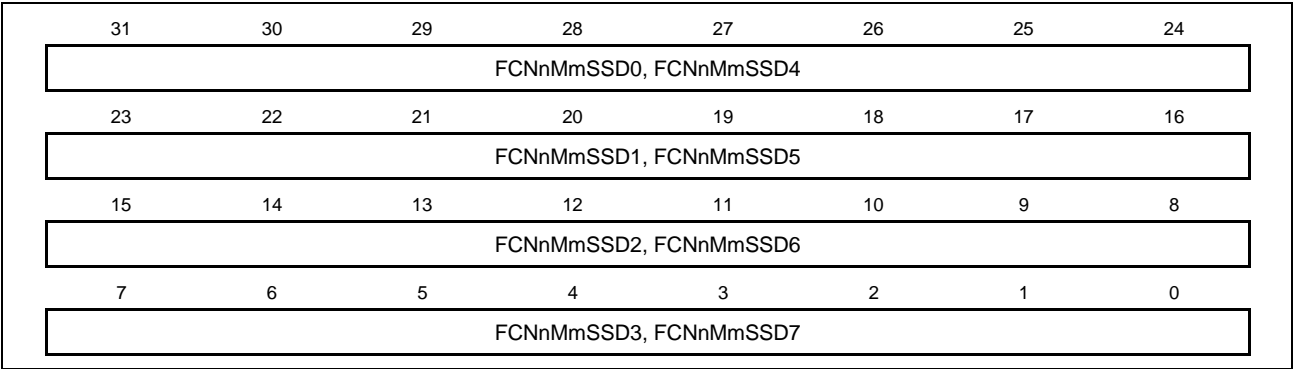 31 30 29 28 27 26 25 24
FCNnMmSSD0, FCNnMmSSD4
23 22 21 20 19 18 17 16
FCNnMmSSD1, FCNnMmSSD5
15 14 13 12 11 10 9 8
FCNnMmSSD2, FCNnMmSSD6
7 6 5 4 3 2 1 0
FCNnMmSSD3, FCNnMmSSD7